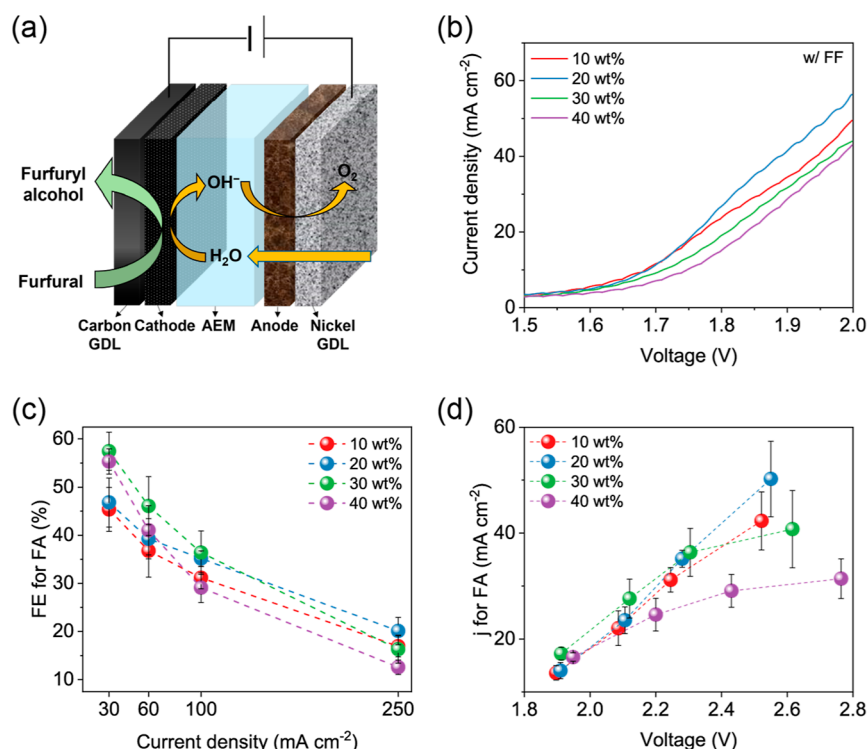 (a)
Furfuryl
alcohol
Furfural
OH⁻
H₂O
O₂
Carbon
GDL
Cathode
AEM
Anode
Nickel
GDL
(b)
w/ FF
10 wt%
20 wt%
30 wt%
40 wt%
Current density (mA cm⁻²)
60
40
20
0
1.5
1.6
1.7
1.8
1.9
2.0
Voltage (V)
(c)
10 wt%
20 wt%
30 wt%
40 wt%
FE for FA (%)
60
50
40
30
20
10
30
60
100
250
Current density (mA cm⁻²)
(d)
10 wt%
20 wt%
30 wt%
40 wt%
j for FA (mA cm⁻²)
60
40
20
1.8
2.0
2.2
2.4
2.6
2.8
Voltage (V)